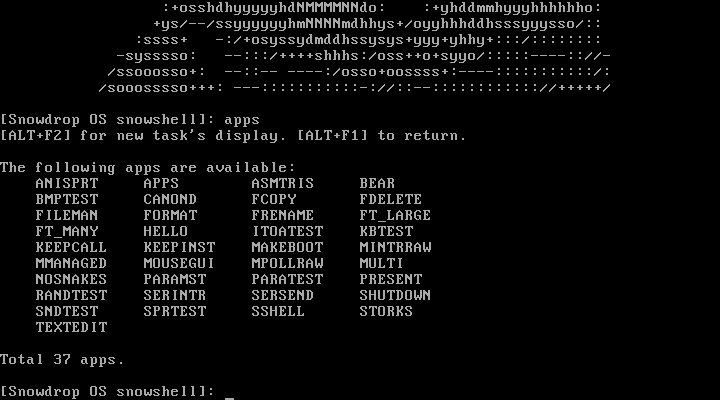 :+osshdhyyyyyhdNMMMMNNdo:     :+yhddmmhyyyhhhhhho:
+ys/--/ssyyyyyyhmNNNNmdhhys+/oyyhhhddhsssyyysso/::
:ssss+   -:/+osyssydmddhssysys+yyy+yhhy+:::/::::::::
-sysssso:  --:::/++++shhhs:/oss++o+syyo/:::::----:://-
/ssooosso+:  --::-- ----:/osso+oossss+:----:::::::::::/:
/sooosssso+++: ---:::::::::::-://::--::::::::::::://+++++/
[Snowdrop OS snowshell]: apps
[ALT+F2] for new task's display. [ALT+F1] to return.
The following apps are available:
ANISPRT APPS ASMTRIS BEAR
BMPTEST CANOND FCOPY FDELETE
FILEMAN FORMAT FRENAME FT_LARGE
FT_MANY HELLO ITOATEST KBTEST
KEEPCALL KEEPINST MAKEBOOT MINTRRAW
MMANAGED MOUSEGUI MPOLLRAW MULTI
NOSNAKES PARAMST PARATEST PRESENT
RANDTEST SERINTR SERSEND SHUTDOWN
SNDTEST SPRTEST SSHELL STORKS
TEXTEDIT
Total 37 apps.
[Snowdrop OS snowshell]: _